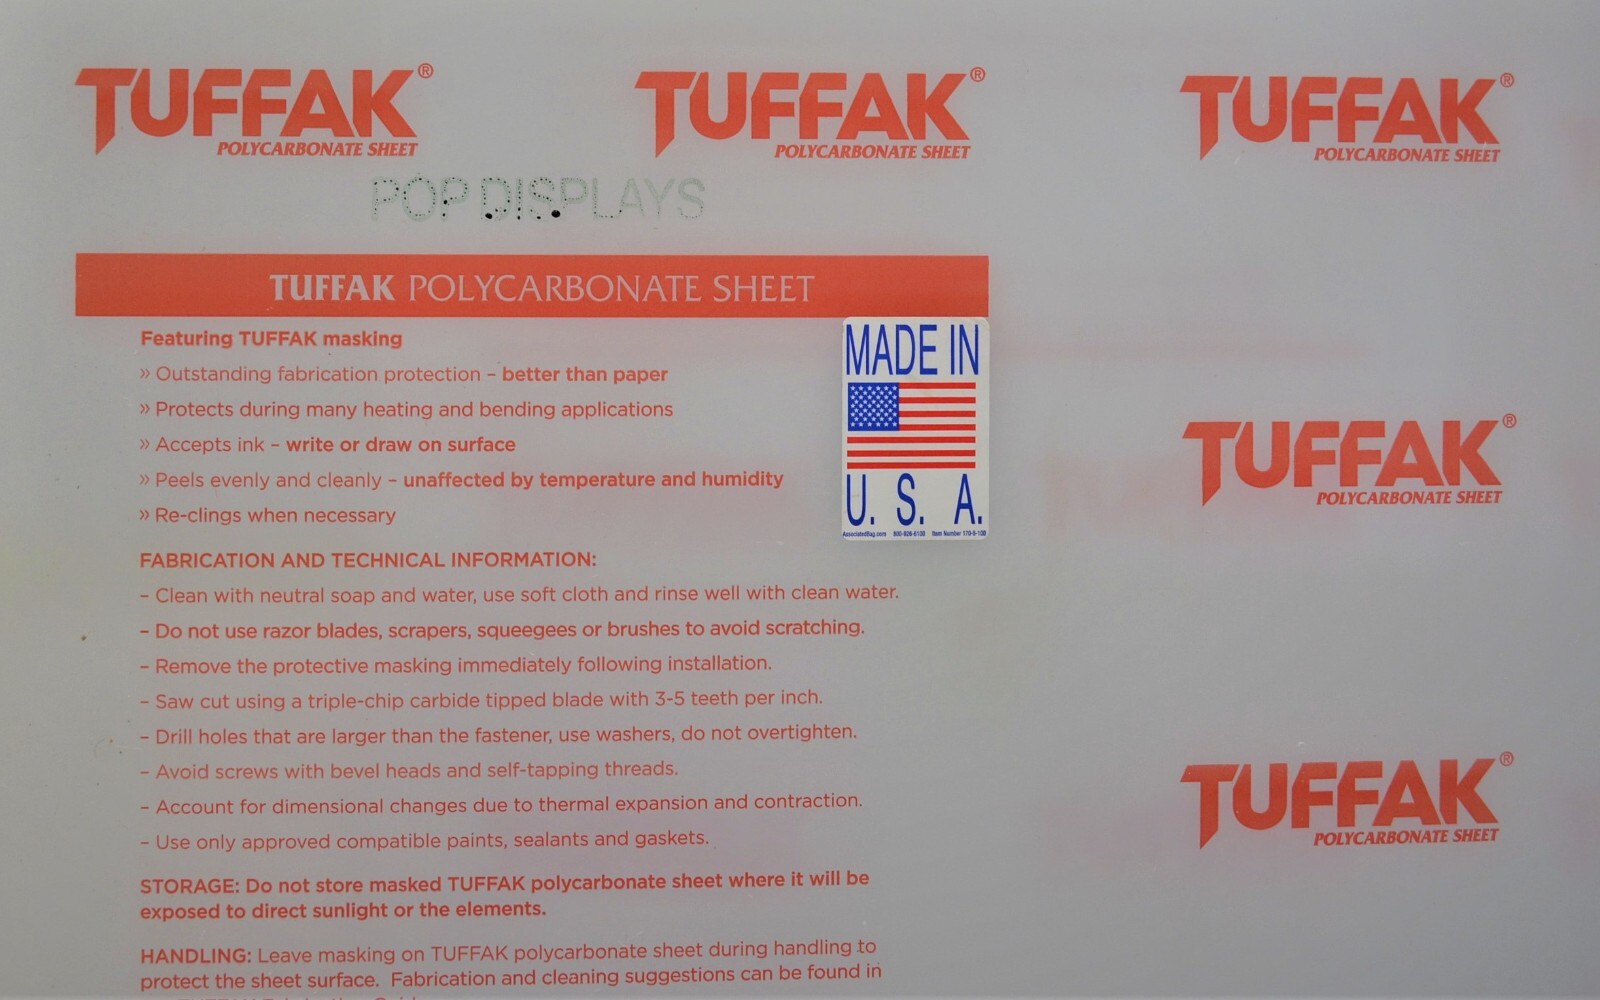 TUFFAK®
POLYCARBONATE SHEET
TUFFAK®
POLYCARBONATE SHEET
TUFFAK®
POLYCARBONATE SHEET
POP DISPLAYS
TUFFAK POLYCARBONATE SHEET
Featuring TUFFAK masking
» Outstanding fabrication protection – better than paper
» Protects during many heating and bending applications
» Accepts ink – write or draw on surface
» Peels evenly and cleanly – unaffected by temperature and humidity
» Re-clings when necessary
MADE IN
U. S. A.
AssociatedBag.com 800-926-6100 Item Number 170-5-100
TUFFAK®
POLYCARBONATE SHEET
FABRICATION AND TECHNICAL INFORMATION:
– Clean with neutral soap and water, use soft cloth and rinse well with clean water.
– Do not use razor blades, scrapers, squeegees or brushes to avoid scratching.
– Remove the protective masking immediately following installation.
– Saw cut using a triple-chip carbide tipped blade with 3-5 teeth per inch.
– Drill holes that are larger than the fastener, use washers, do not overtighten.
– Avoid screws with bevel heads and self-tapping threads.
– Account for dimensional changes due to thermal expansion and contraction.
– Use only approved compatible paints, sealants and gaskets.
TUFFAK®
POLYCARBONATE SHEET
STORAGE: Do not store masked TUFFAK polycarbonate sheet where it will be
exposed to direct sunlight or the elements.
HANDLING: Leave masking on TUFFAK polycarbonate sheet during handling to
protect the sheet surface. Fabrication and cleaning suggestions can be found in